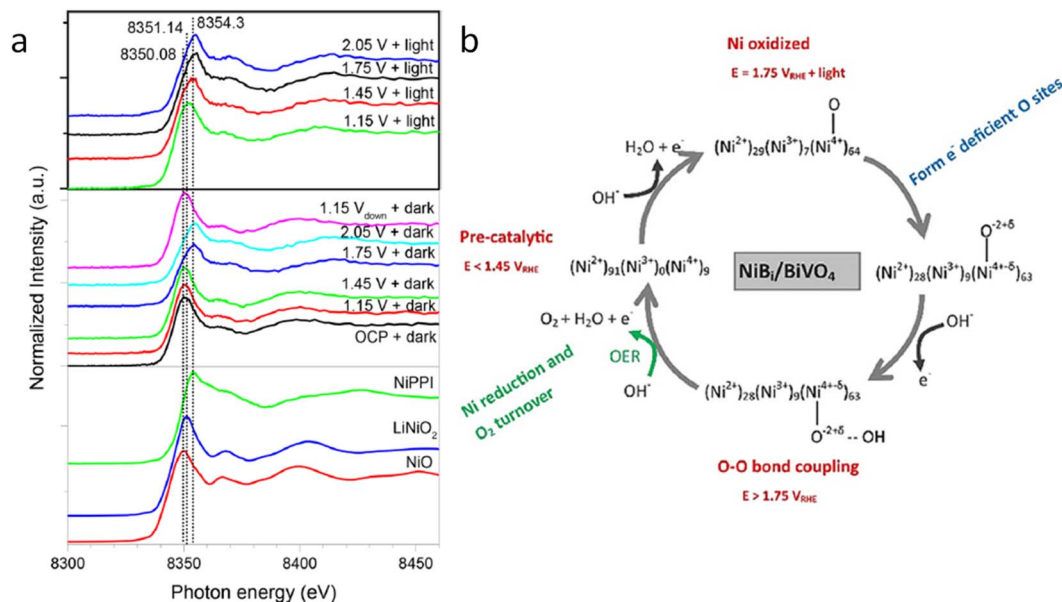 a
8351.14
8354.3
8350.08
2.05 V + light
1.75 V + light
1.45 V + light
1.15 V + light
1.15 V_down + dark
2.05 V + dark
1.75 V + dark
1.45 V + dark
1.15 V + dark
OCP + dark
NiPPI
LiNiO₂
NiO
Normalized Intensity (a.u.)
8300
8350
8400
8450
Photon energy (eV)
b
Ni oxidized
E = 1.75 V_RHE + light
O
(Ni²⁺)₂₉(Ni³⁺)₇(Ni⁴⁺)₆₄
Form e⁻ deficient O sites
H₂O + e⁻
OH⁻
Pre-catalytic
E < 1.45 V_RHE
(Ni²⁺)₉₁(Ni³⁺)₀(Ni⁴⁺)₉
NiBᵢ/BiVO₄
O⁻²⁺ᵟ
(Ni²⁺)₂₈(Ni³⁺)₉(Ni⁴⁺⁻ᵟ)₆₃
OH⁻
e⁻
O₂ + H₂O + e⁻
OER
OH⁻
Ni reduction and
O₂ turnover
(Ni²⁺)₂₈(Ni³⁺)₉(Ni⁴⁺⁻ᵟ)₆₃
O⁻²⁺ᵟ -- OH
O-O bond coupling
E > 1.75 V_RHE